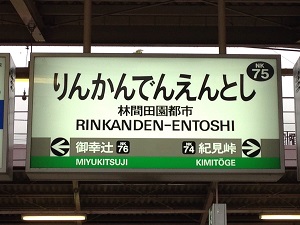 NK
75
りんかんでんえんとし
林間田園都市
RINKANDEN-ENTOSHI
御幸辻 NK 76 NK 74 紀見峠
MIYUKITSUJI KIMITŌGE